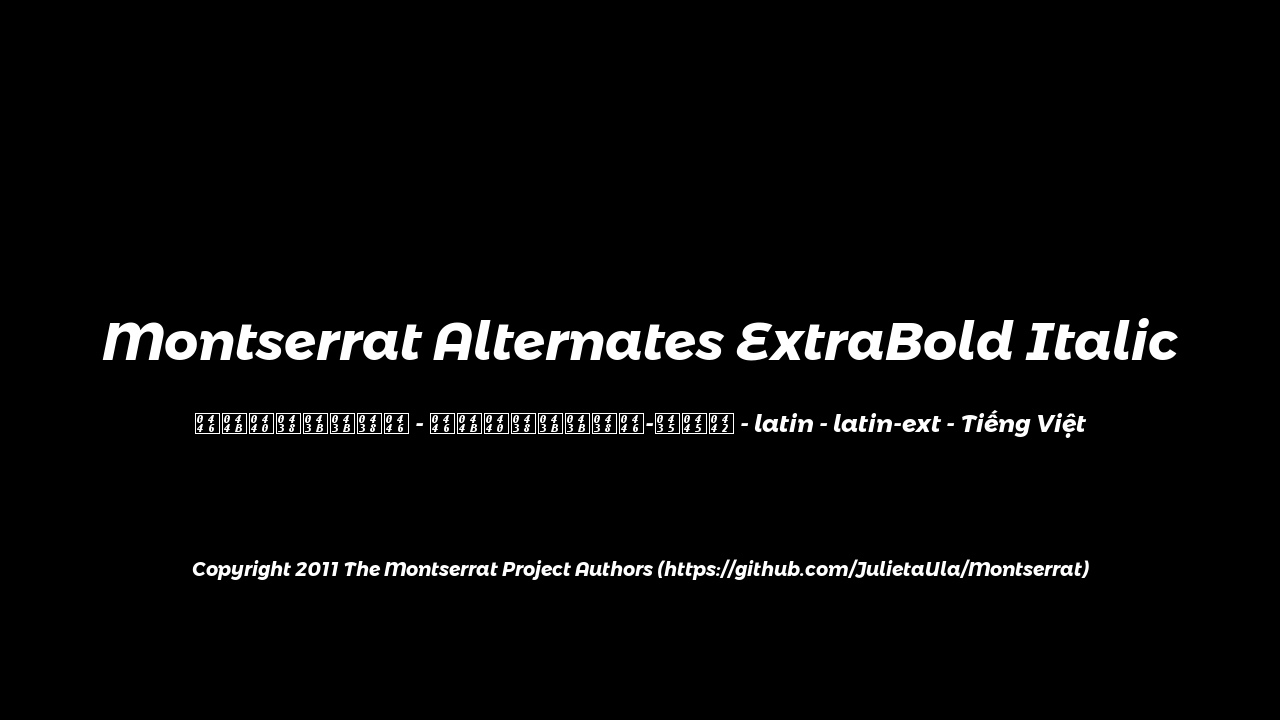 Montserrat Alternates ExtraBold Italic
- - - latin - latin-ext - Tiếng Việt
Copyright 2011 The Montserrat Project Authors (https://github.com/JulietaUla/Montserrat)